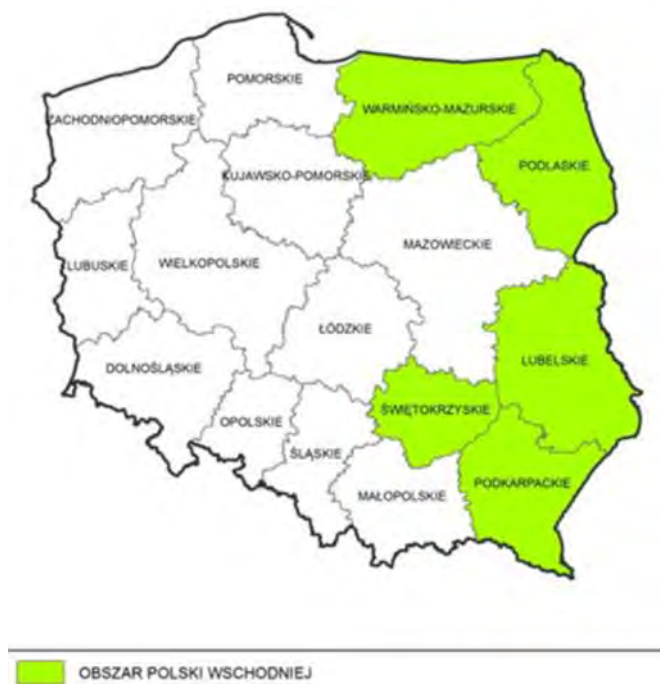 POMORSKIE
WARMIŃSKO-MAZURSKIE
ZACHODNIOPOMORSKIE
PODLASKIE
KUJAWSKO-POMORSKIE
MAZOWIECKIE
LUBUSKIE
WIELKOPOLSKIE
ŁÓDZKIE
LUBELSKIE
DOLNOŚLĄSKIE
ŚWIĘTOKRZYSKIE
OPOLSKIE
ŚLĄSKIE
PODKARPACKIE
MAŁOPOLSKIE
OBSZAR POLSKI WSCHODNIEJ